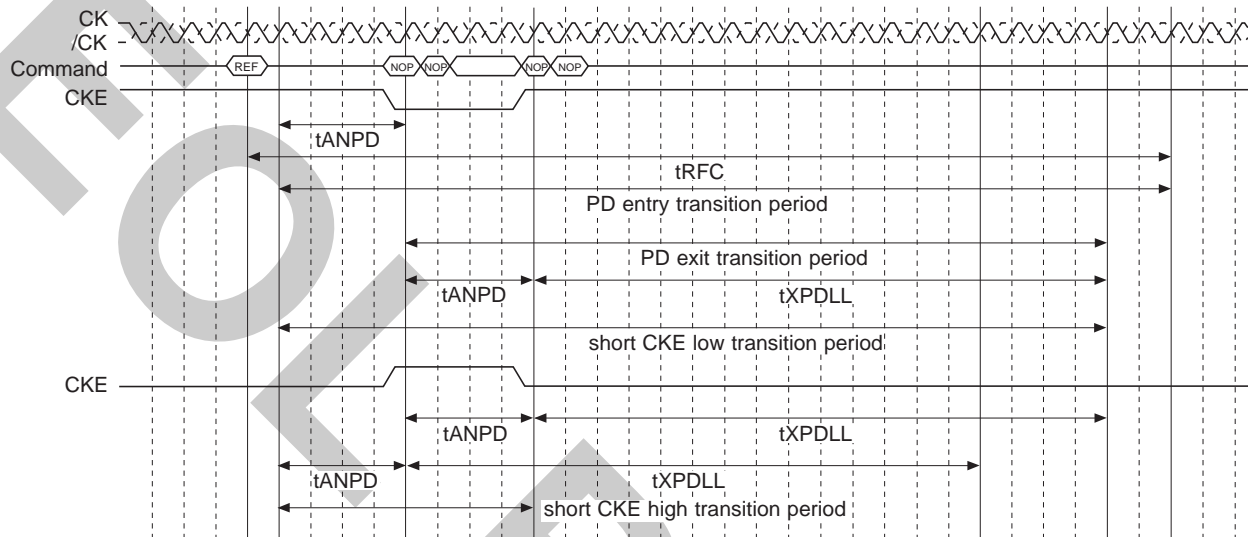 CK
/CK
Command REF NOP NOP NOP NOP
CKE
tANPD
tRFC
PD entry transition period
PD exit transition period
tANPD tXPDLL
short CKE low transition period
CKE
tANPD tXPDLL
tANPD tXPDLL
short CKE high transition period